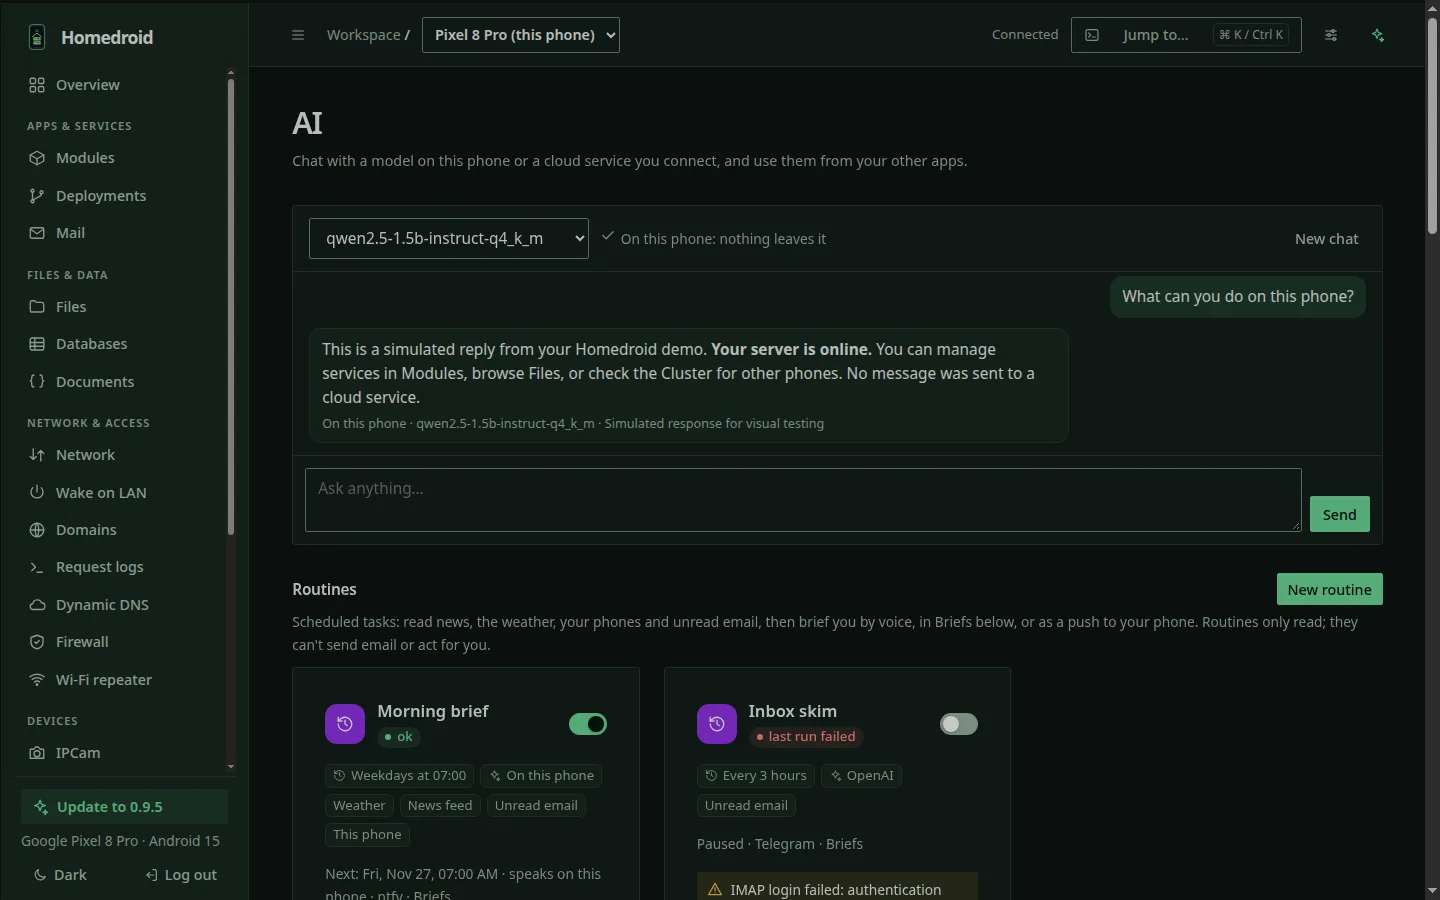 Homedroid
Overview
APPS & SERVICES
Modules
Deployments
Mail
FILES & DATA
Files
Databases
Documents
NETWORK & ACCESS
Network
Wake on LAN
Domains
Request logs
Dynamic DNS
Firewall
Wi-Fi repeater
DEVICES
IPCam
Update to 0.9.5
Google Pixel 8 Pro · Android 15
Dark
Log out
Workspace /
Pixel 8 Pro (this phone)
Connected
Jump to...
⌘ K / Ctrl K
AI
Chat with a model on this phone or a cloud service you connect, and use them from your other apps.
qwen2.5-1.5b-instruct-q4_k_m
On this phone: nothing leaves it
New chat
What can you do on this phone?
This is a simulated reply from your Homedroid demo. Your server is online. You can manage
services in Modules, browse Files, or check the Cluster for other phones. No message was sent to a
cloud service.
On this phone · qwen2.5-1.5b-instruct-q4_k_m · Simulated response for visual testing
Ask anything...
Send
Routines
New routine
Scheduled tasks: read news, the weather, your phones and unread email, then brief you by voice, in Briefs below, or as a push to your phone. Routines only read; they
can't send email or act for you.
Morning brief
ok
Weekdays at 07:00
On this phone
Weather
News feed
Unread email
This phone
Next: Fri, Nov 27, 07:00 AM · speaks on this
phone · ntfy · Briefs
Inbox skim
last run failed
Every 3 hours
OpenAI
Unread email
Paused · Telegram · Briefs
IMAP login failed: authentication